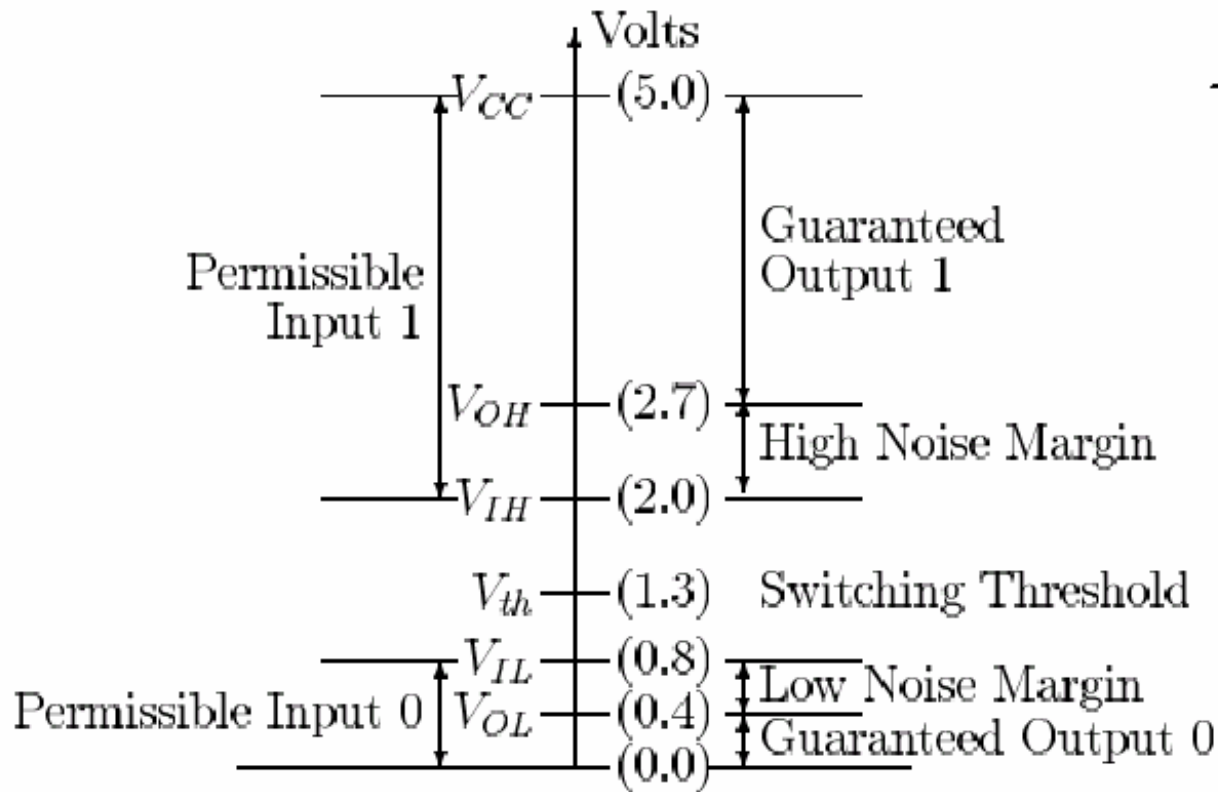 Volts
V_CC (5.0)
Guaranteed
Output 1
Permissible
Input 1
V_OH (2.7)
High Noise Margin
V_IH (2.0)
V_th (1.3) Switching Threshold
V_IL (0.8)
Low Noise Margin
Permissible Input 0
V_OL (0.4)
Guaranteed Output 0
(0.0)